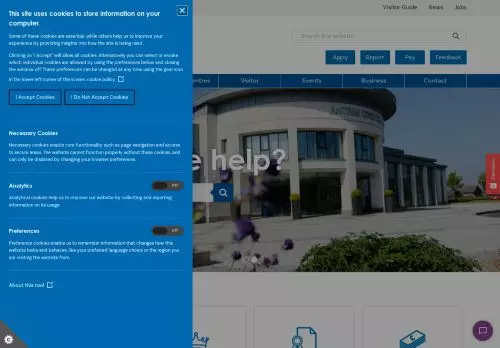 Visitor Guide News Jobs
This site uses cookies to store information on your
computer.
Some of these cookies are essential, while others help us to improve your
experience by providing insights into how the site is being used.
Clicking on 'I Accept' will allow all cookies. Alternatively you can select or revoke
which individual cookies are allowed by using the preferences below and closing
the window off. These preferences can be changed at any time using the gear icon
in the lower left corner of the screen. cookie policy
I Accept Cookies
I Do Not Accept Cookies
Search this website
Apply Report Pay Feedback
Visitor Events Business Contact
help?
Necessary Cookies
Necessary cookies enable core functionality such as page navigation and access
to secure areas. The website cannot function properly without these cookies, and
can only be disabled by changing your browser preferences.
Analytics
Off
Analytical cookies help us to improve our website by collecting and reporting
information on its usage.
Preferences
Off
Preference cookies enable us to remember information that changes how this
website looks and behaves, like your preferred language choice or the region you
are visiting the website from.
About this tool